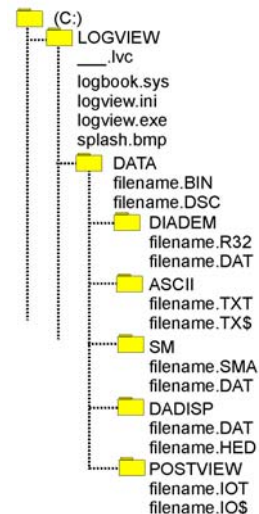 (C:)
LOGVIEW
___.lvc
logbook.sys
logview.ini
logview.exe
splash.bmp
DATA
filename.BIN
filename.DSC
DIADEM
filename.R32
filename.DAT
ASCII
filename.TXT
filename.TX$
SM
filename.SMA
filename.DAT
DADISP
filename.DAT
filename.HED
POSTVIEW
filename.IOT
filename.IO$